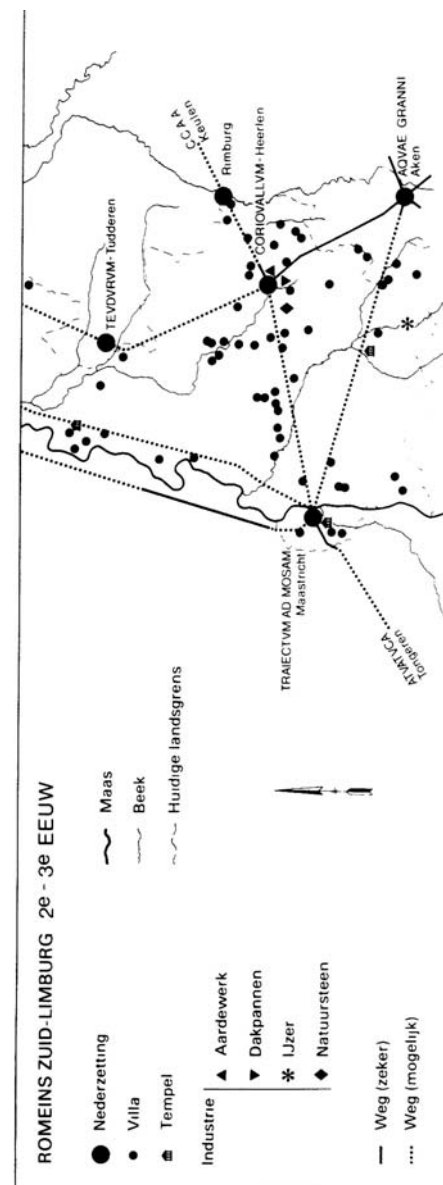 ROMEINS ZUID-LIMBURG 2e - 3e EEUW
Nederzetting
Villa
Tempel
Industrie
Aardewerk
Dakpannen
IJzer
Natuursteen
Weg (zeker)
Weg (mogelijk)
Maas
Beek
Huidige landsgrens
TEVDVRVM-Tudderen
CCAA
Keulen
Rimburg
CORIOVALLVM-Heerlen
AQVAE GRANNI
Aken
TRAIECTVM AD MOSAM
Maastricht
ATVATVCA
Tongeren